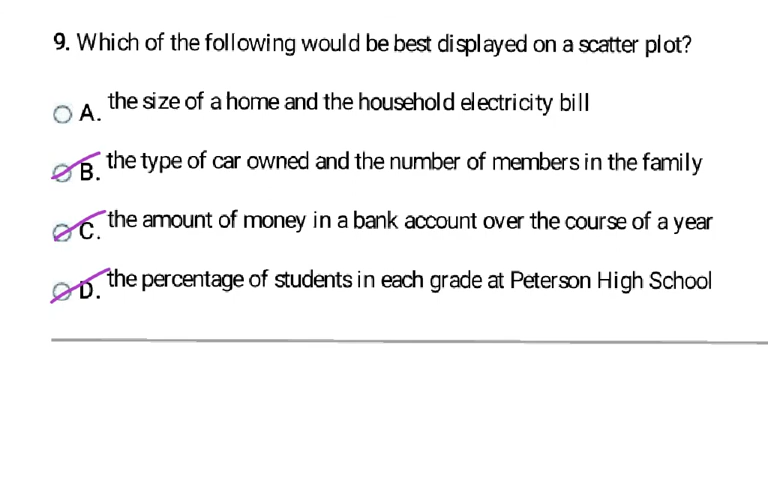 9. Which of the following would be best displayed on a scatter plot?
A. the size of a home and the household electricity bill
B. the type of car owned and the number of members in the family
C. the amount of money in a bank account over the course of a year
D. the percentage of students in each grade at Peterson High School